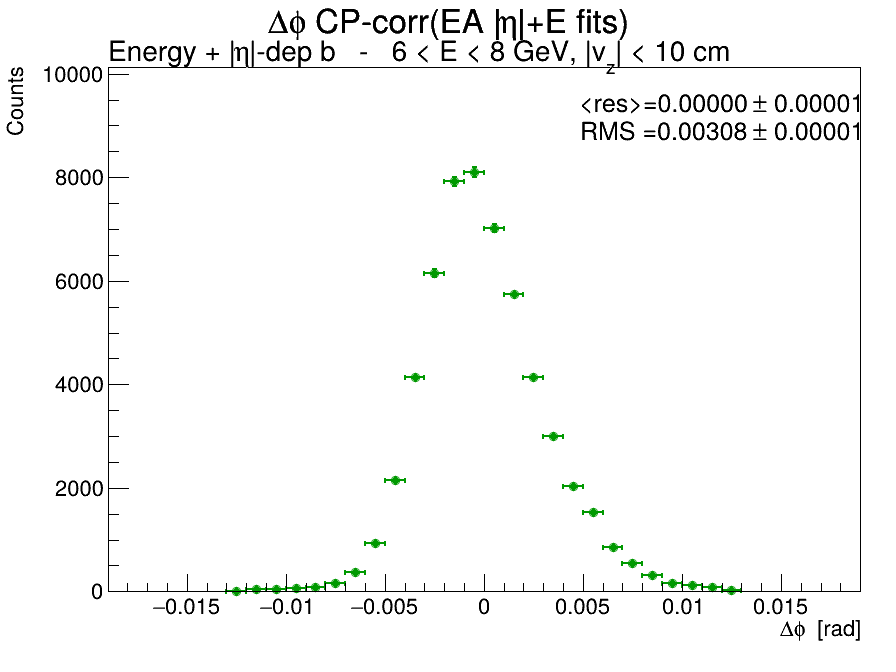 Δϕ CP-corr(EA |η|+E fits)
Energy + |η|-dep b - 6 < E < 8 GeV, |v_z| < 10 cm
<res>=0.00000 ± 0.00001
RMS =0.00308 ± 0.00001
Counts
10000
8000
6000
4000
2000
0
−0.015 −0.01 −0.005 0 0.005 0.01 0.015
Δϕ [rad]